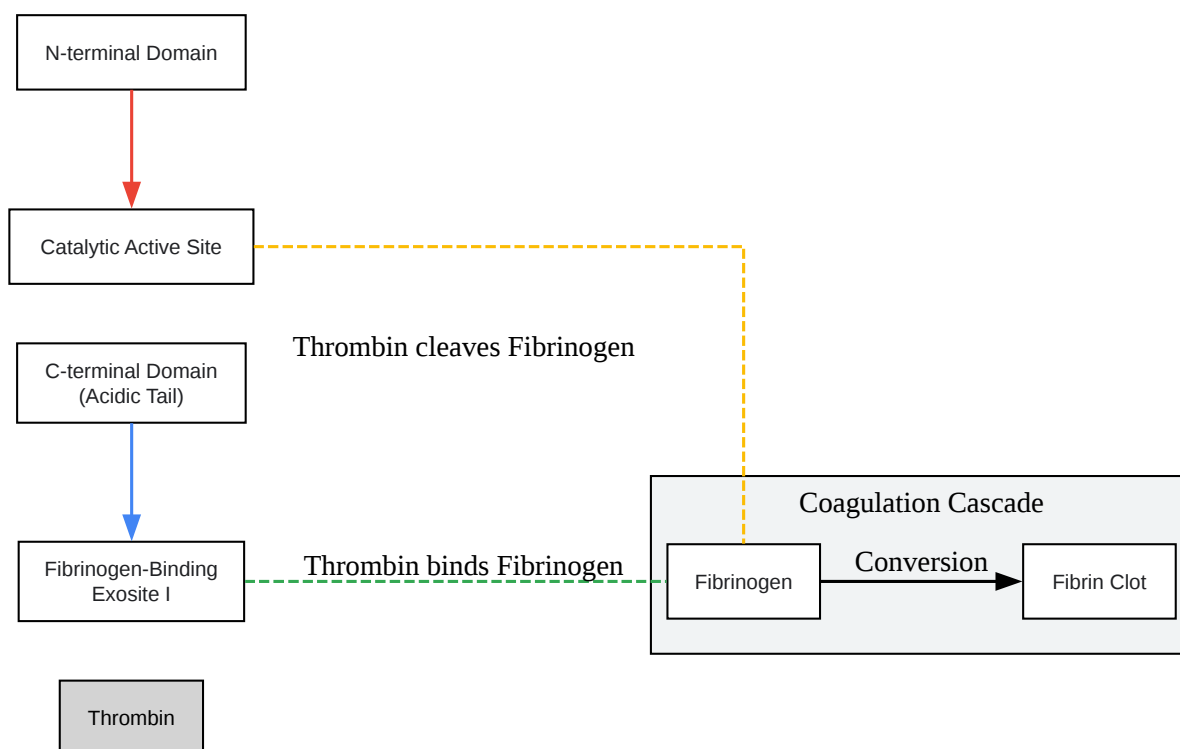 N-terminal Domain
Catalytic Active Site
Thrombin cleaves Fibrinogen
C-terminal Domain
(Acidic Tail)
Coagulation Cascade
Thrombin binds Fibrinogen
Conversion
Fibrinogen-Binding
Exosite I
Fibrinogen
Fibrin Clot
Thrombin